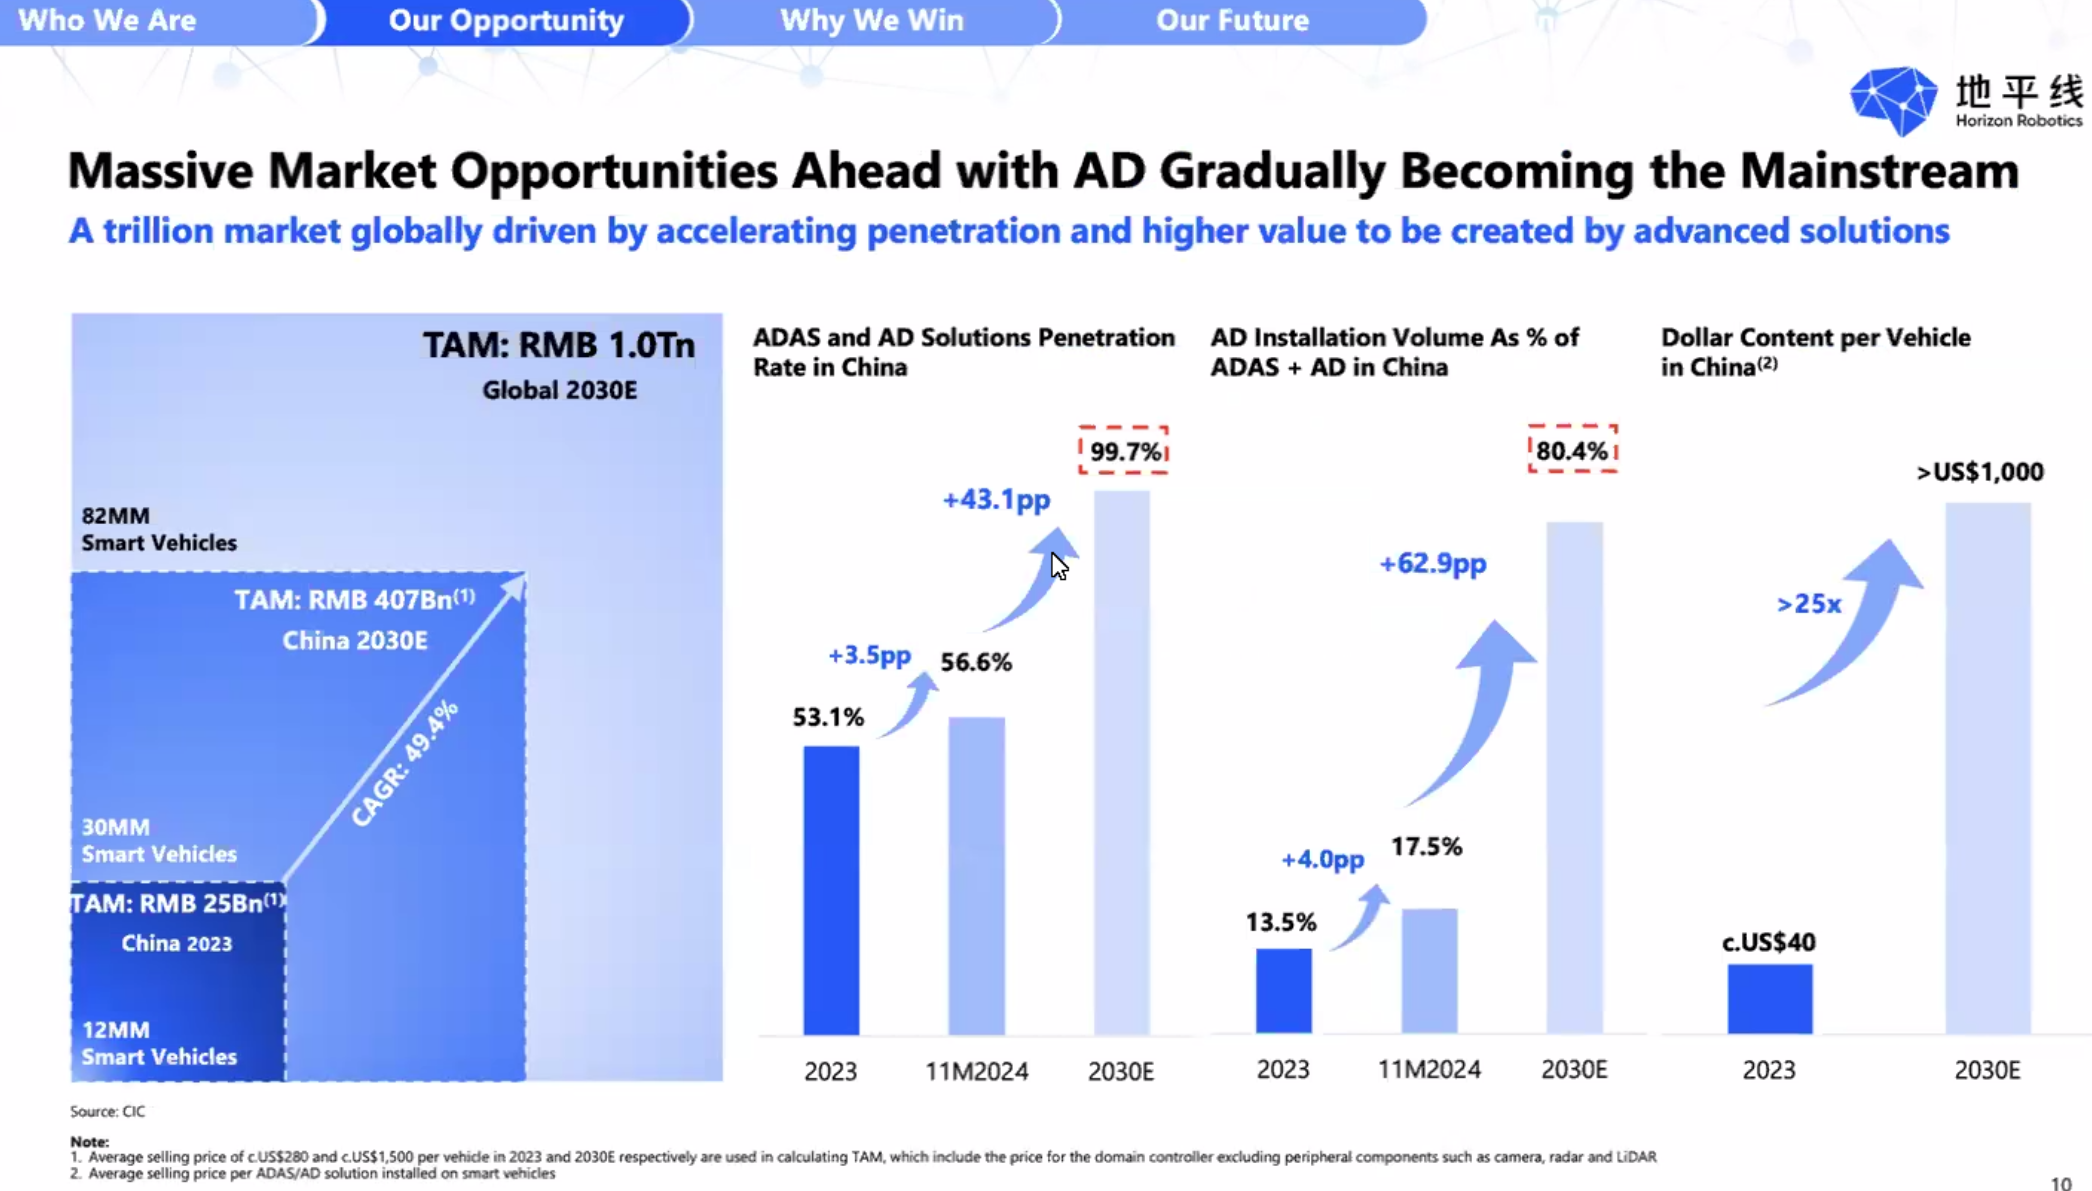 Who We Are
Our Opportunity
Why We Win
Our Future
地平线
Horizon Robotics
Massive Market Opportunities Ahead with AD Gradually Becoming the Mainstream
A trillion market globally driven by accelerating penetration and higher value to be created by advanced solutions
TAM: RMB 1.0Tn
Global 2030E
82MM
Smart Vehicles
TAM: RMB 407Bn(1)
China 2030E
CAGR: 49.4%
30MM
Smart Vehicles
TAM: RMB 25Bn(1)
China 2023
12MM
Smart Vehicles
ADAS and AD Solutions Penetration
Rate in China
99.7%
+43.1pp
+3.5pp
56.6%
53.1%
2023
11M2024
2030E
AD Installation Volume As % of
ADAS + AD in China
80.4%
+62.9pp
+4.0pp
17.5%
13.5%
2023
11M2024
2030E
Dollar Content per Vehicle
in China(2)
>US$1,000
>25x
c.US$40
2023
2030E
Source: CIC
Note:
1. Average selling price of c.US$280 and c.US$1,500 per vehicle in 2023 and 2030E respectively are used in calculating TAM, which include the price for the domain controller excluding peripheral components such as camera, radar and LiDAR
2. Average selling price per ADAS/AD solution installed on smart vehicles
10